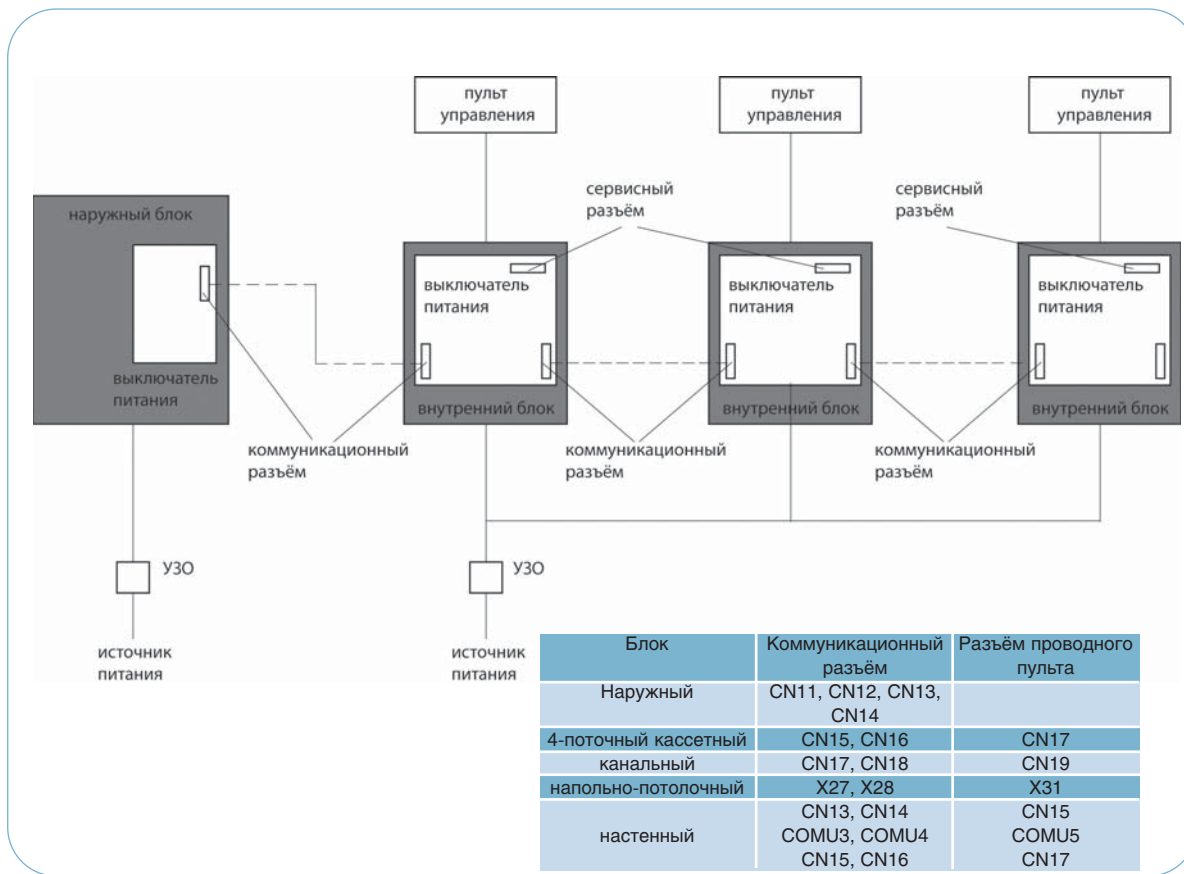 пульт
управления
пульт
управления
пульт
управления
сервисный
разъём
сервисный
разъём
наружный блок
выключатель
питания
выключатель
питания
выключатель
питания
выключатель
питания
внутренний блок
внутренний блок
внутренний блок
коммуникационный
разъём
коммуникационный
разъём
коммуникационный
разъём
УЗО
УЗО
источник
питания
источник
питания
Блок
Коммуникационный
разъём
Разъём проводного
пульта
Наружный
CN11, CN12, CN13,
CN14
4-поточный кассетный
CN15, CN16
CN17
канальный
CN17, CN18
CN19
напольно-потолочный
X27, X28
X31
настенный
CN13, CN14
CN15
COMU3, COMU4
COMU5
CN15, CN16
CN17